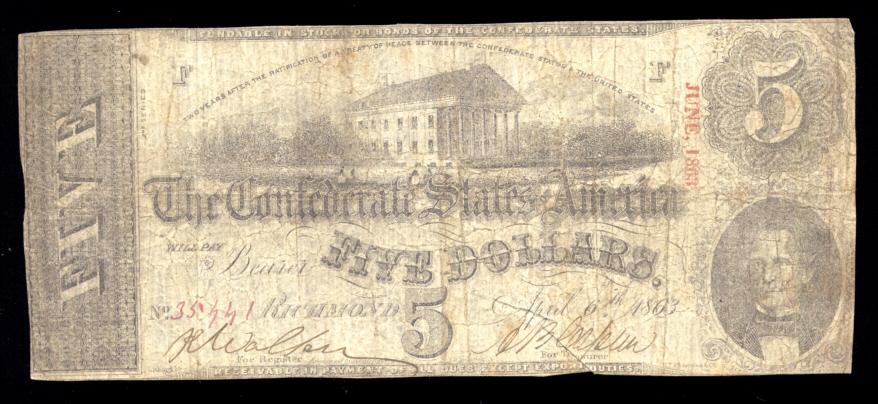 FUNDABLE IN STOCK OR BONDS OF THE CONFEDERATE STATES.
TWO YEARS AFTER THE RATIFICATION OF A TREATY OF PEACE BETWEEN THE CONFEDERATE STATES & THE UNITED STATES
F F
5
SERIES
JUNE, 1863
FIVE
The Confederate States America
WILL PAY
Bearer FIVE DOLLARS.
No. 35441 RICHMOND 5 April 6th 1863
For Register For Treasurer
RECEIVABLE IN PAYMENT OF ALL DUES EXCEPT EXPORT DUTIES.